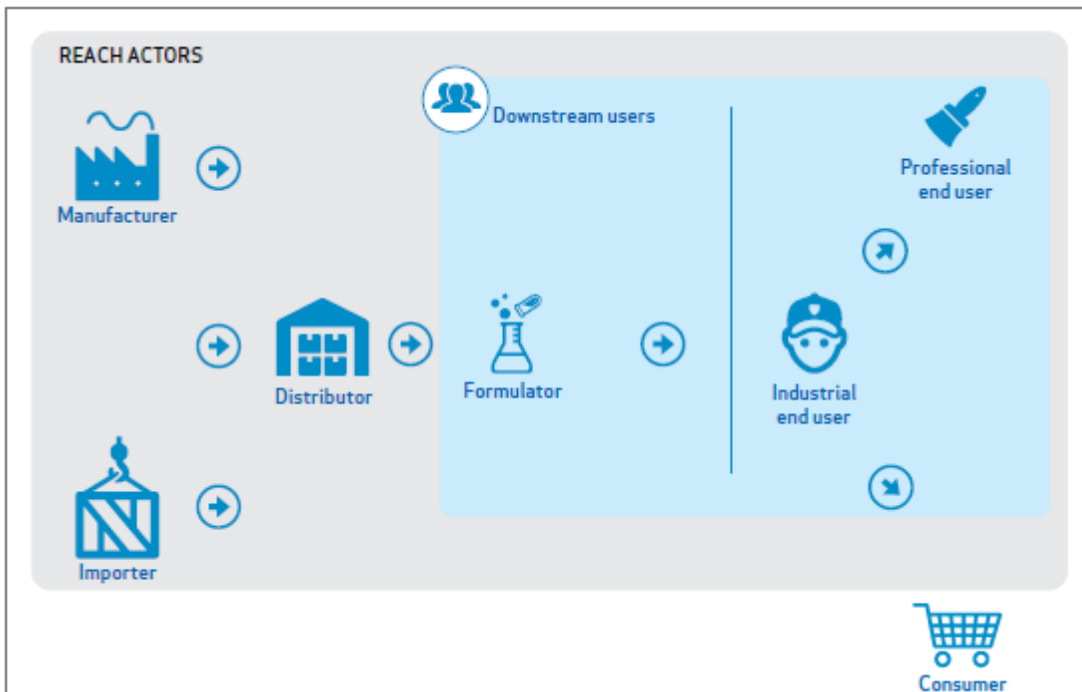 REACH ACTORS
Downstream users
Manufacturer
Professional
end user
Distributor
Formulator
Industrial
end user
Importer
Consumer